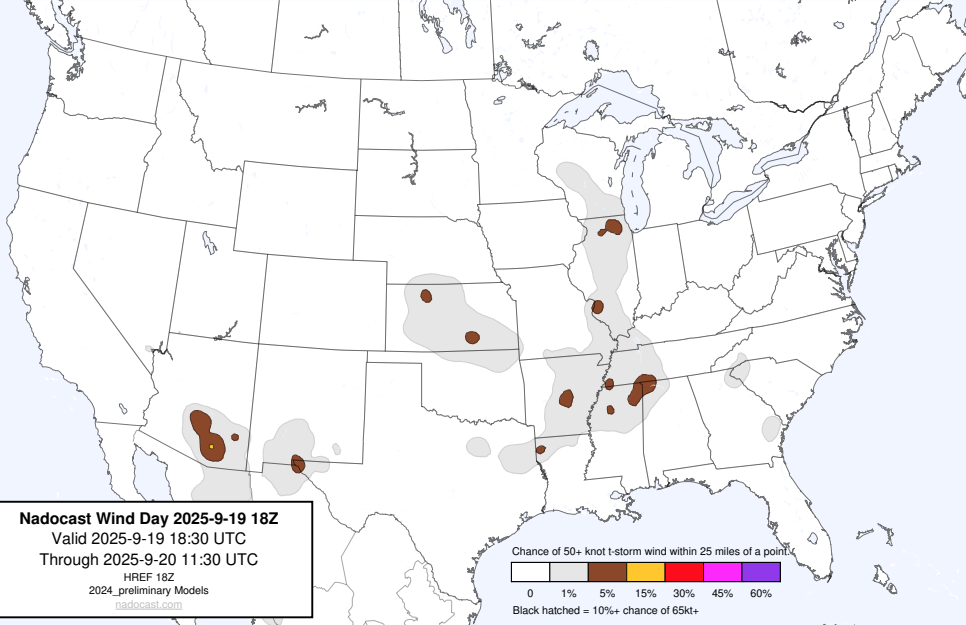 Nadocast Wind Day 2025-9-19 18Z
Valid 2025-9-19 18:30 UTC
Through 2025-9-20 11:30 UTC
HREF 18Z
2024_preliminary Models
nadocast.com
Chance of 50+ knot t-storm wind within 25 miles of a point.
0 1% 5% 15% 30% 45% 60%
Black hatched = 10%+ chance of 65kt+